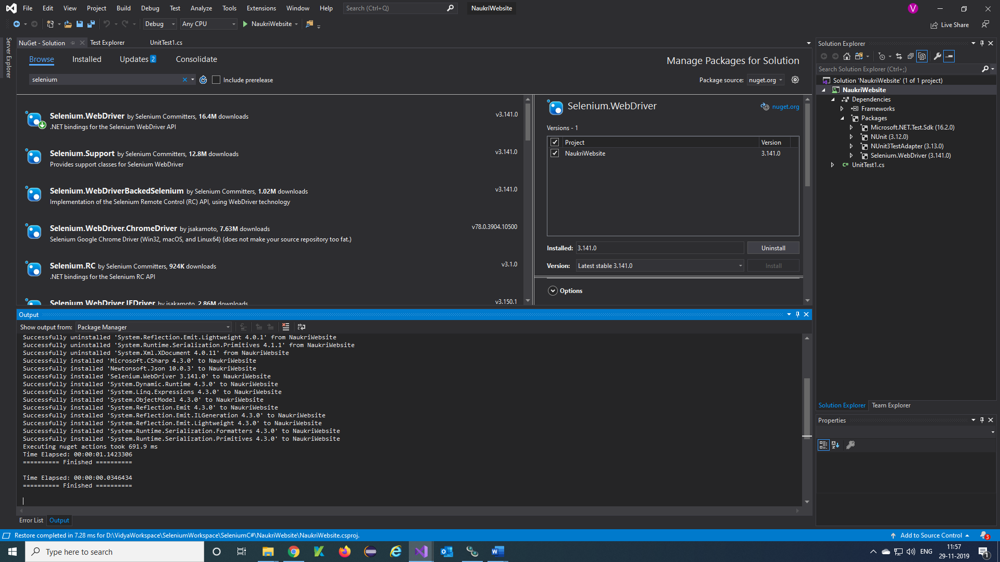 File Edit View Project Build Debug Test Analyze Tools Extensions Window Help Search (Ctrl+Q) NaukriWebsite V
Debug Any CPU NaukriWebsite Live Share
Server Explorer
NuGet - Solution Test Explorer UnitTest1.cs
Browse Installed Updates 2 Consolidate
Manage Packages for Solution
selenium Include prerelease
Package source: nuget.org
Selenium.WebDriver by Selenium Committers, 16.4M downloads v3.141.0
.NET bindings for the Selenium WebDriver API
Selenium.Support by Selenium Committers, 12.8M downloads v3.141.0
Provides support classes for Selenium WebDriver
Selenium.WebDriverBackedSelenium by Selenium Committers, 1.02M downloads v3.141.0
Implementation of the Selenium Remote Control (RC) API, using WebDriver technology
Selenium.WebDriver.ChromeDriver by jsakamoto, 7.63M downloads v78.0.3904.10500
Selenium Google Chrome Driver (Win32, macOS, and Linux64) (does not make your source repository too fat.)
Selenium.RC by Selenium Committers, 924K downloads v3.1.0
.NET bindings for the Selenium RC API
Selenium.WebDriver.IEDriver by jsakamoto, 2.86M downloads v3.150.1
Selenium.WebDriver nuget.org
Versions - 1
Project Version
NaukriWebsite 3.141.0
Installed: 3.141.0 Uninstall
Version: Latest stable 3.141.0 Install
Options
Output
Show output from: Package Manager
Successfully uninstalled 'System.Reflection.Emit.Lightweight 4.0.1' from NaukriWebsite
Successfully uninstalled 'System.Runtime.Serialization.Primitives 4.1.1' from NaukriWebsite
Successfully uninstalled 'System.Xml.XDocument 4.0.11' from NaukriWebsite
Successfully installed 'Microsoft.CSharp 4.3.0' to NaukriWebsite
Successfully installed 'Newtonsoft.Json 10.0.3' to NaukriWebsite
Successfully installed 'Selenium.WebDriver 3.141.0' to NaukriWebsite
Successfully installed 'System.Dynamic.Runtime 4.3.0' to NaukriWebsite
Successfully installed 'System.Linq.Expressions 4.3.0' to NaukriWebsite
Successfully installed 'System.ObjectModel 4.3.0' to NaukriWebsite
Successfully installed 'System.Reflection.Emit 4.3.0' to NaukriWebsite
Successfully installed 'System.Reflection.Emit.ILGeneration 4.3.0' to NaukriWebsite
Successfully installed 'System.Reflection.Emit.Lightweight 4.3.0' to NaukriWebsite
Successfully installed 'System.Runtime.Serialization.Formatters 4.3.0' to NaukriWebsite
Successfully installed 'System.Runtime.Serialization.Primitives 4.3.0' to NaukriWebsite
Executing nuget actions took 691.9 ms
Time Elapsed: 00:00:01.1423306
========== Finished ==========
Time Elapsed: 00:00:00.0346434
========== Finished ==========
Error List Output
Solution Explorer
Search Solution Explorer (Ctrl+;)
Solution 'NaukriWebsite' (1 of 1 project)
NaukriWebsite
Dependencies
Frameworks
Packages
Microsoft.NET.Test.Sdk (16.2.0)
NUnit (3.12.0)
NUnit3TestAdapter (3.13.0)
Selenium.WebDriver (3.141.0)
C# UnitTest1.cs
Solution Explorer Team Explorer
Properties
Restore completed in 7.28 ms for D:\VidyaWorkspace\SeleniumWorkspace\SeleniumC#\NaukriWebsite\NaukriWebsite.csproj.
Add to Source Control 3
Type here to search
ENG
11:57
29-11-2019
1